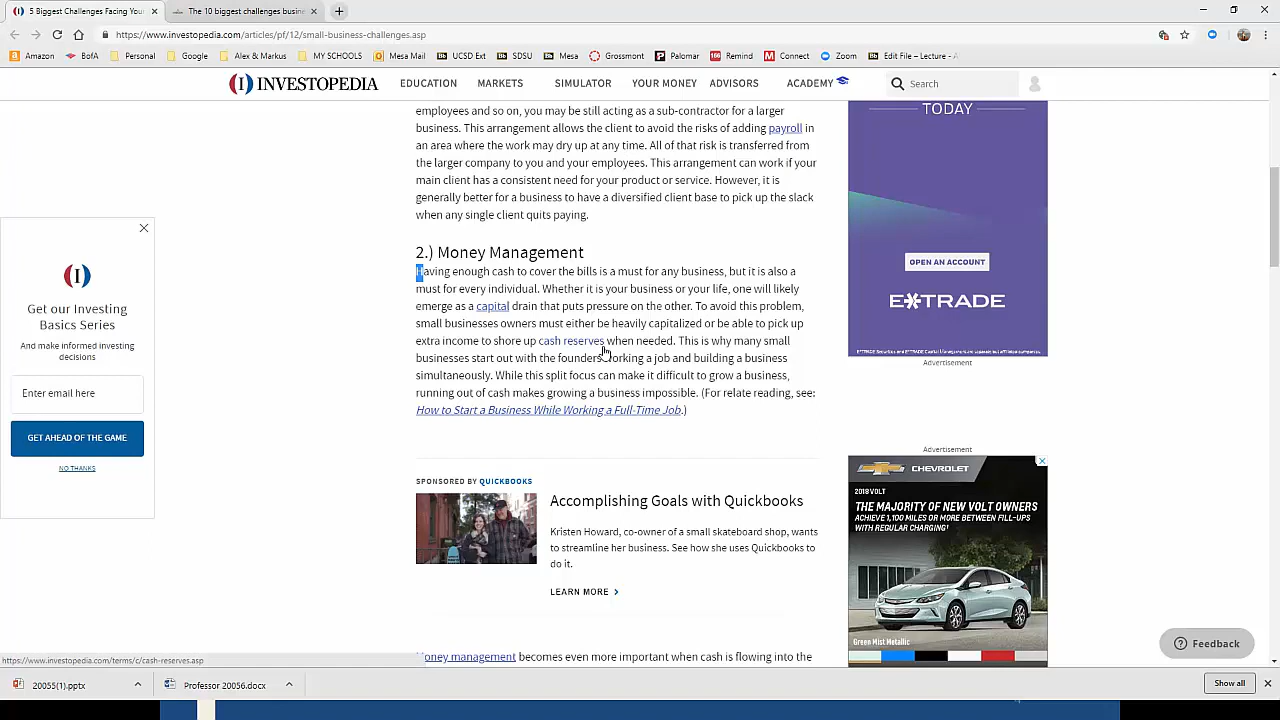 5 Biggest Challenges Facing Your
The 10 biggest challenges busin
https://www.investopedia.com/articles/pf/12/small-business-challenges.asp
Amazon
BofA
Personal
Google
Alex & Markus
MY SCHOOLS
Mesa Mail
UCSD Ext
SDSU
Mesa
Grossmont
Palomar
Remind
Connect
Zoom
Edit File – Lecture - A
INVESTOPEDIA
EDUCATION
MARKETS
SIMULATOR
YOUR MONEY
ADVISORS
ACADEMY
Search
employees and so on, you may be still acting as a sub-contractor for a larger
business. This arrangement allows the client to avoid the risks of adding payroll in
an area where the work may dry up at any time. All of that risk is transferred from
the larger company to you and your employees. This arrangement can work if your
main client has a consistent need for your product or service. However, it is
generally better for a business to have a diversified client base to pick up the slack
when any single client quits paying.
2.) Money Management
Having enough cash to cover the bills is a must for any business, but it is also a
must for every individual. Whether it is your business or your life, one will likely
emerge as a capital drain that puts pressure on the other. To avoid this problem,
small businesses owners must either be heavily capitalized or be able to pick up
extra income to shore up cash reserves when needed. This is why many small
businesses start out with the founders working a job and building a business
simultaneously. While this split focus can make it difficult to grow a business,
running out of cash makes growing a business impossible. (For relate reading, see:
How to Start a Business While Working a Full-Time Job.)
SPONSORED BY QUICKBOOKS
Accomplishing Goals with Quickbooks
Kristen Howard, co-owner of a small skateboard shop, wants
to streamline her business. See how she uses Quickbooks to
do it.
LEARN MORE
Money management becomes even more important when cash is flowing into the
Get our Investing
Basics Series
And make informed investing
decisions
Enter email here
GET AHEAD OF THE GAME
NO THANKS
TODAY
OPEN AN ACCOUNT
E*TRADE
E*TRADE Securities and E*TRADE Capital Management are separate but affiliated companies.
Advertisement
Advertisement
CHEVROLET
2018 VOLT
THE MAJORITY OF NEW VOLT OWNERS
ACHIEVE 1,100 MILES OR MORE BETWEEN FILL-UPS
WITH REGULAR CHARGING!
Green Mist Metallic
Feedback
https://www.investopedia.com/terms/c/cash-reserves.asp
20055(1).pptx
Professor 20056.docx
Show all